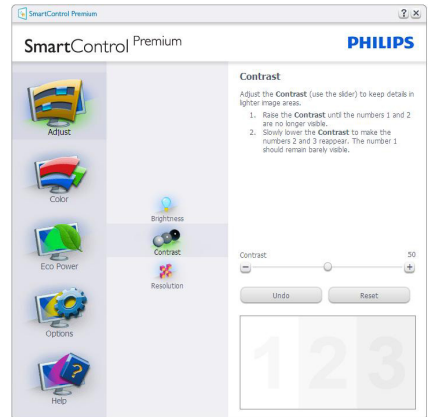 SmartControl Premium
SmartControl Premium
PHILIPS
Adjust
Color
Eco Power
Options
Help
Brightness
Contrast
Resolution
Contrast
Adjust the Contrast (use the slider) to keep details in
lighter image areas.
1. Raise the Contrast until the numbers 1 and 2
are no longer visible.
2. Slowly lower the Contrast to make the
numbers 2 and 3 reappear. The number 1
should remain barely visible.
Contrast 50
Undo Reset
1 2 3